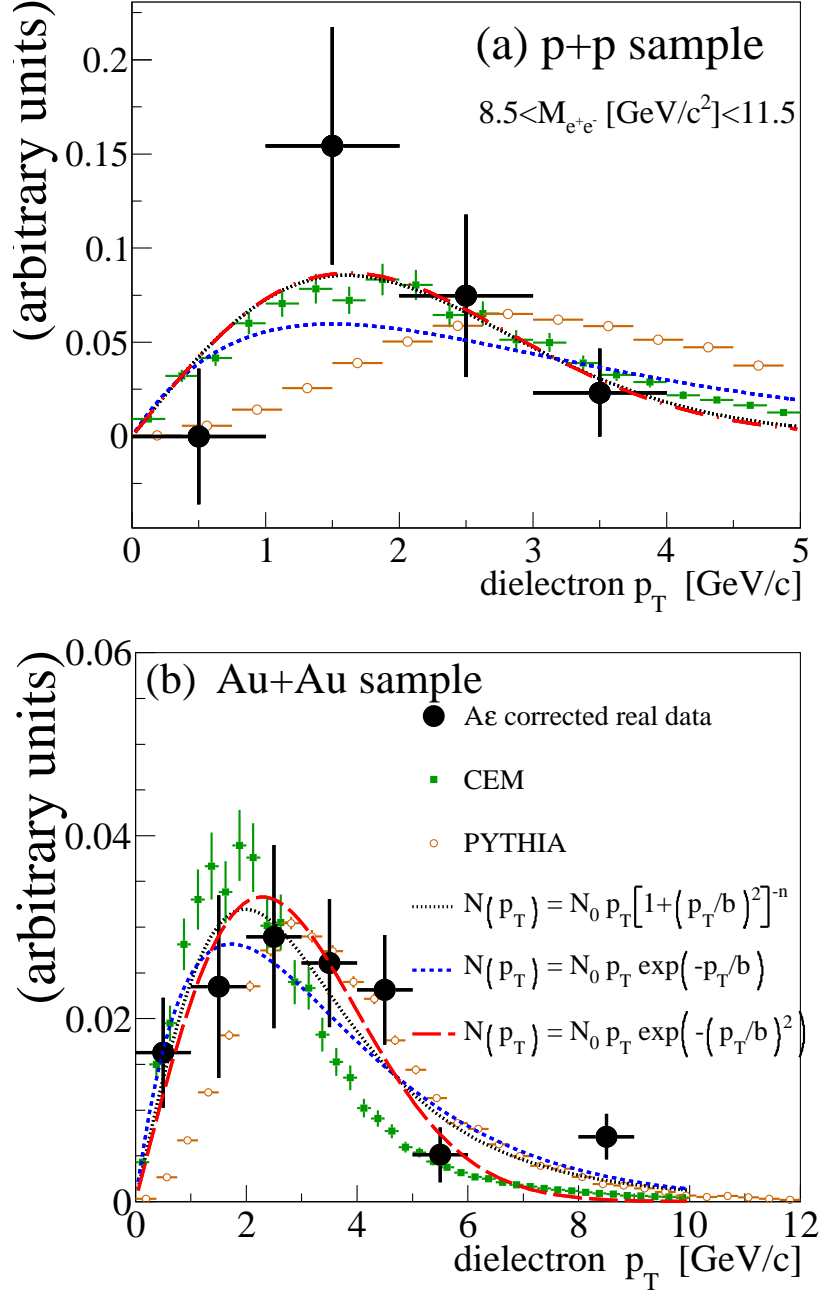 (a) p+p sample
8.5<M_{e⁺e⁻} [GeV/c²]<11.5
(arbitrary units)
0.2
0.15
0.1
0.05
0
0 1 2 3 4 5
dielectron p_T [GeV/c]
(b) Au+Au sample
(arbitrary units)
0.06
0.04
0.02
0
Aε corrected real data
CEM
PYTHIA
N(p_T) = N₀ p_T[1+(p_T/b)²]⁻ⁿ
N(p_T) = N₀ p_T exp(-p_T/b)
N(p_T) = N₀ p_T exp(-(p_T/b)²)
0 2 4 6 8 10 12
dielectron p_T [GeV/c]